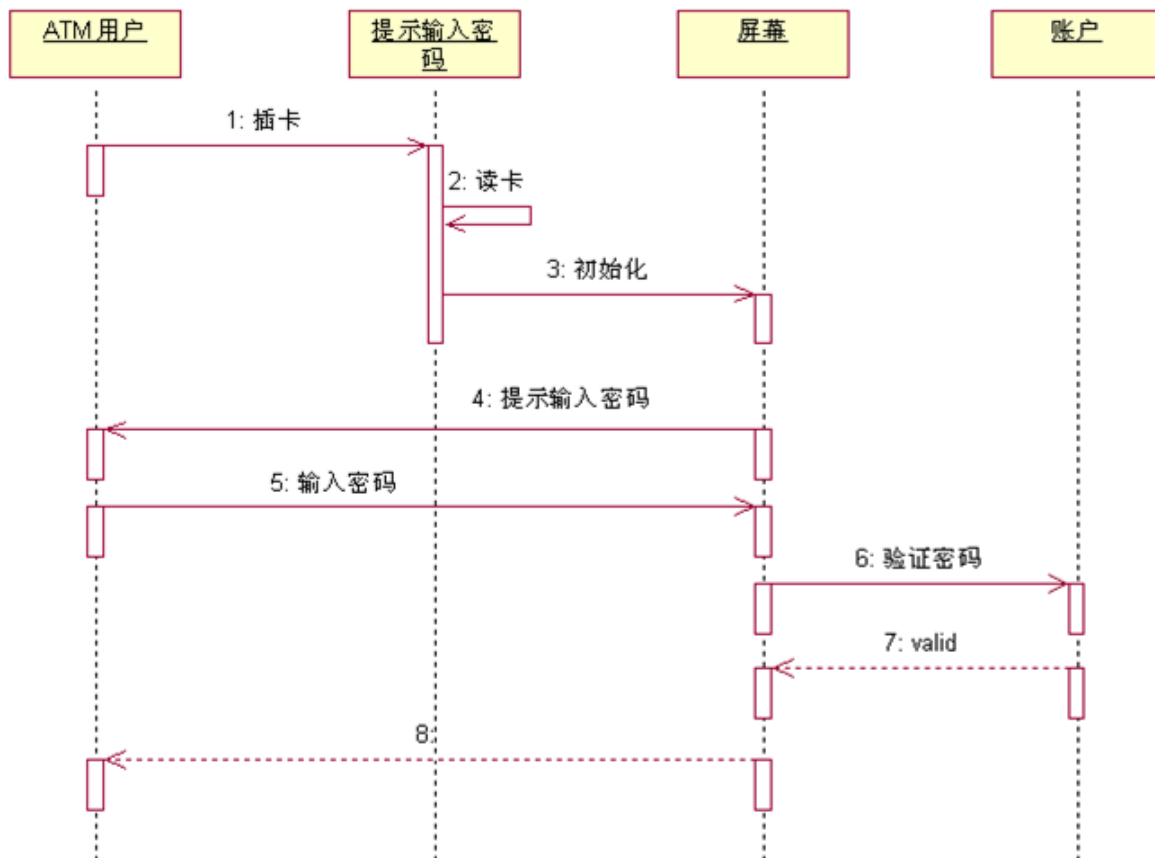 ATM 用户
提示输入密
码
屏幕
账户
1: 插卡
2: 读卡
3: 初始化
4: 提示输入密码
5: 输入密码
6: 验证密码
7: valid
8: